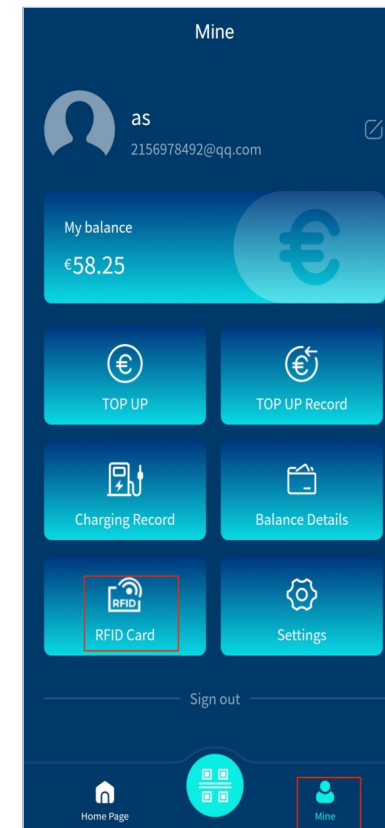 Mine
as
2156978492@qq.com
My balance
€58.25
€
€
TOP UP
€
TOP UP Record
Charging Record
Balance Details
RFID
RFID Card
Settings
Sign out
Home Page
Mine